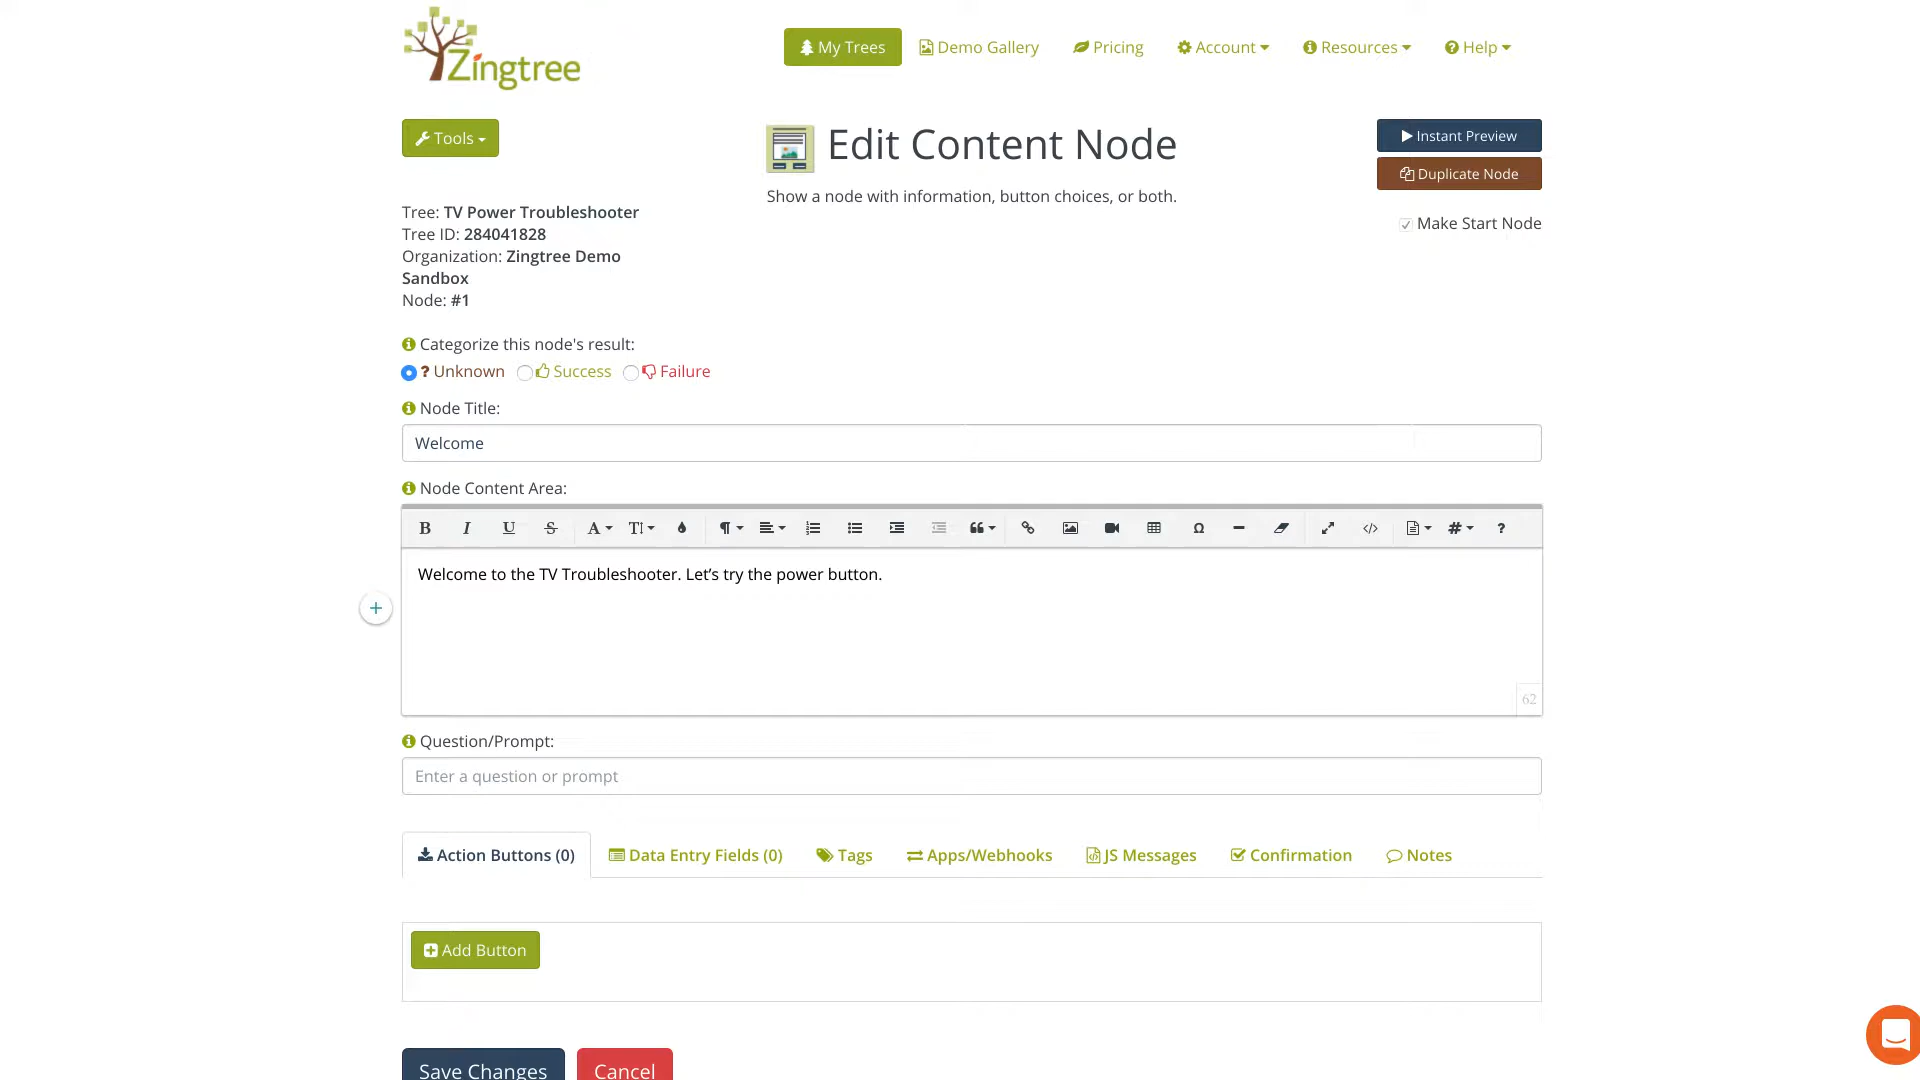 Zingtree
My Trees Demo Gallery Pricing Account Resources Help
Tools
Edit Content Node
Instant Preview
Duplicate Node
Show a node with information, button choices, or both.
Make Start Node
Tree: TV Power Troubleshooter
Tree ID: 284041828
Organization: Zingtree Demo
Sandbox
Node: #1
Categorize this node's result:
? Unknown Success Failure
Node Title:
Welcome
Node Content Area:
Welcome to the TV Troubleshooter. Let’s try the power button.
62
Question/Prompt:
Enter a question or prompt
Action Buttons (0) Data Entry Fields (0) Tags Apps/Webhooks JS Messages Confirmation Notes
Add Button
Save Changes Cancel